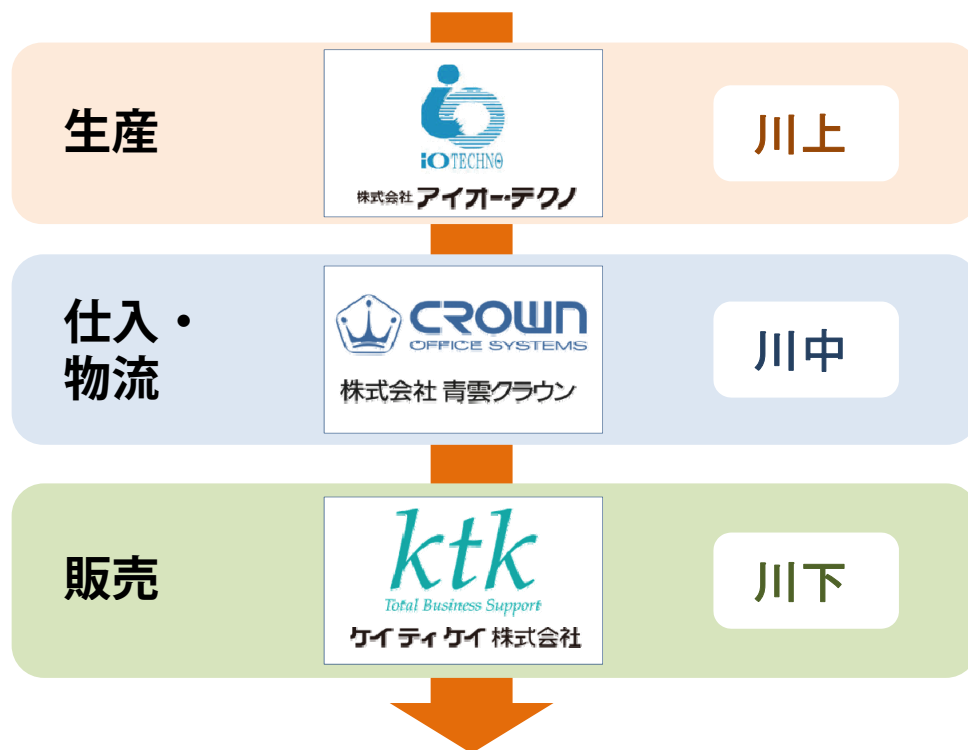 生産
iO TECHNO
株式会社 アイオー・テクノ
川上
仕入・
物流
CROWN
OFFICE SYSTEMS
株式会社 青雲クラウン
川中
販売
ktk
Total Business Support
ケイティケイ 株式会社
川下